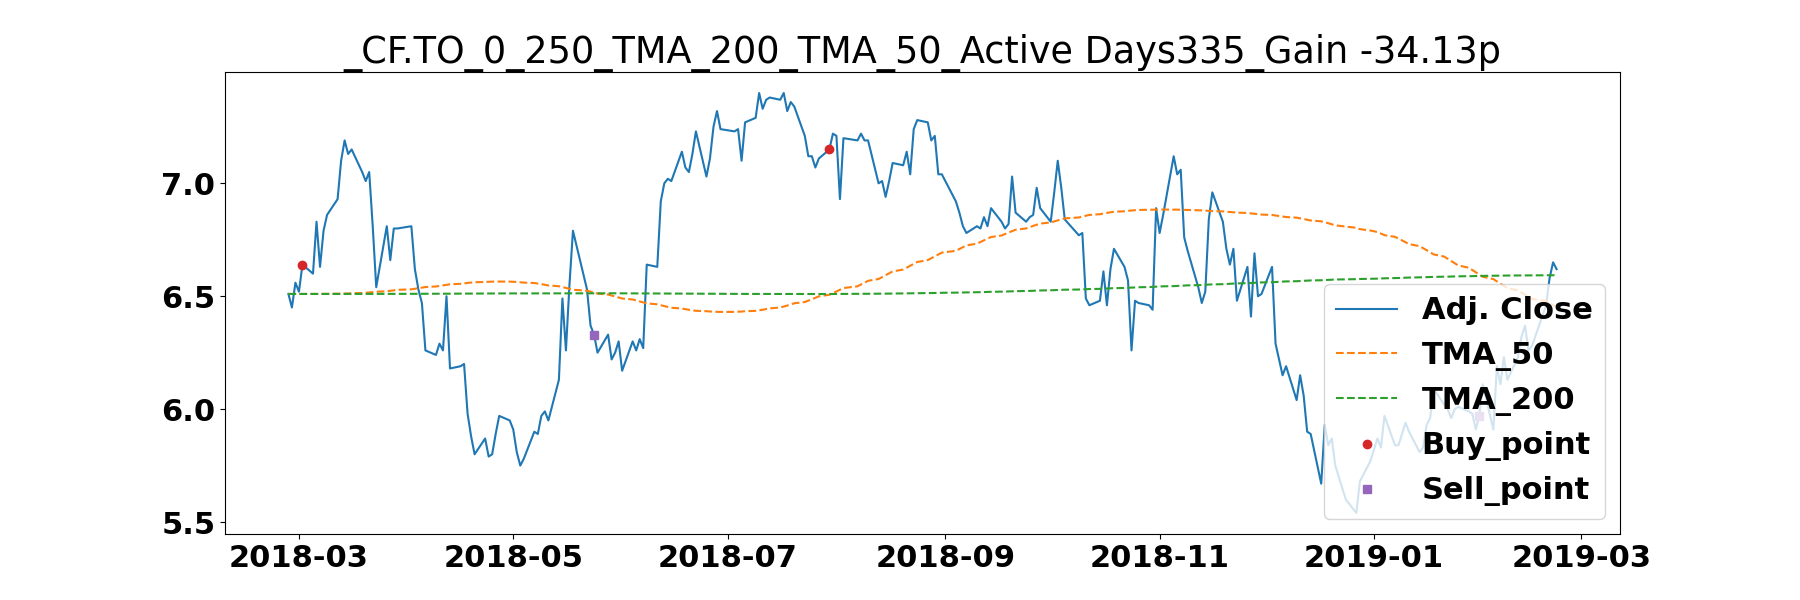 _CF.TO_0_250_TMA_200_TMA_50_Active Days335_Gain -34.13p
7.0
6.5
6.0
5.5
Adj. Close
TMA_50
TMA_200
Buy_point
Sell_point
2018-03 2018-05 2018-07 2018-09 2018-11 2019-01 2019-03